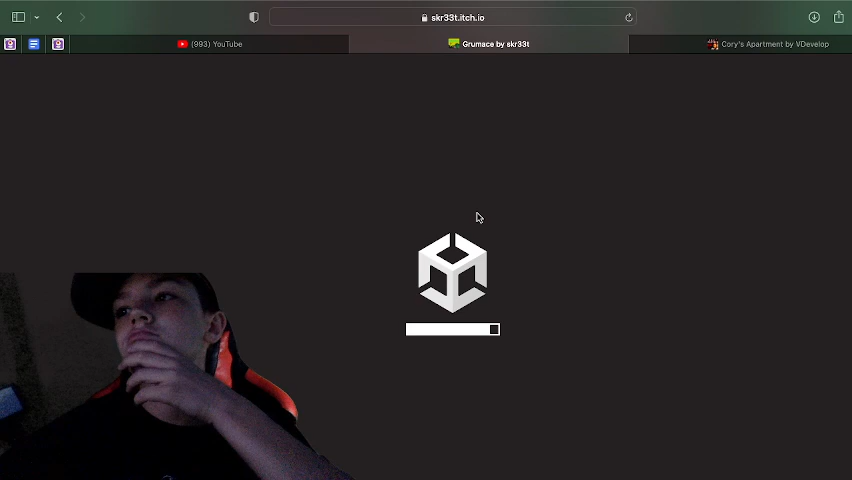 skr33t.itch.io
(993) YouTube
Grumace by skr33t
Cory's Apartment by VDevelop